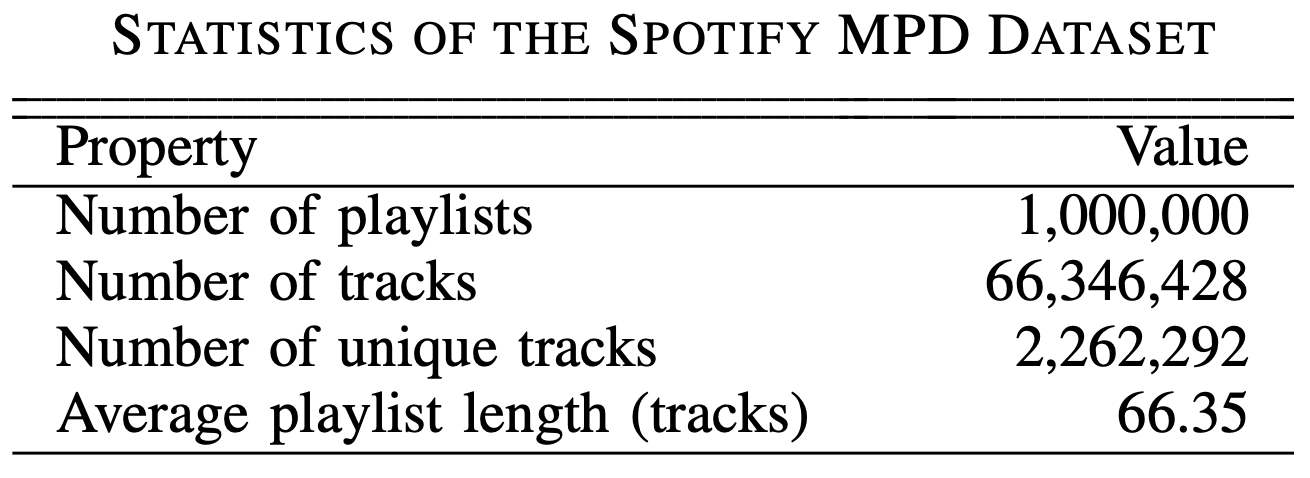 STATISTICS OF THE SPOTIFY MPD DATASET
Property Value
Number of playlists 1,000,000
Number of tracks 66,346,428
Number of unique tracks 2,262,292
Average playlist length (tracks) 66.35